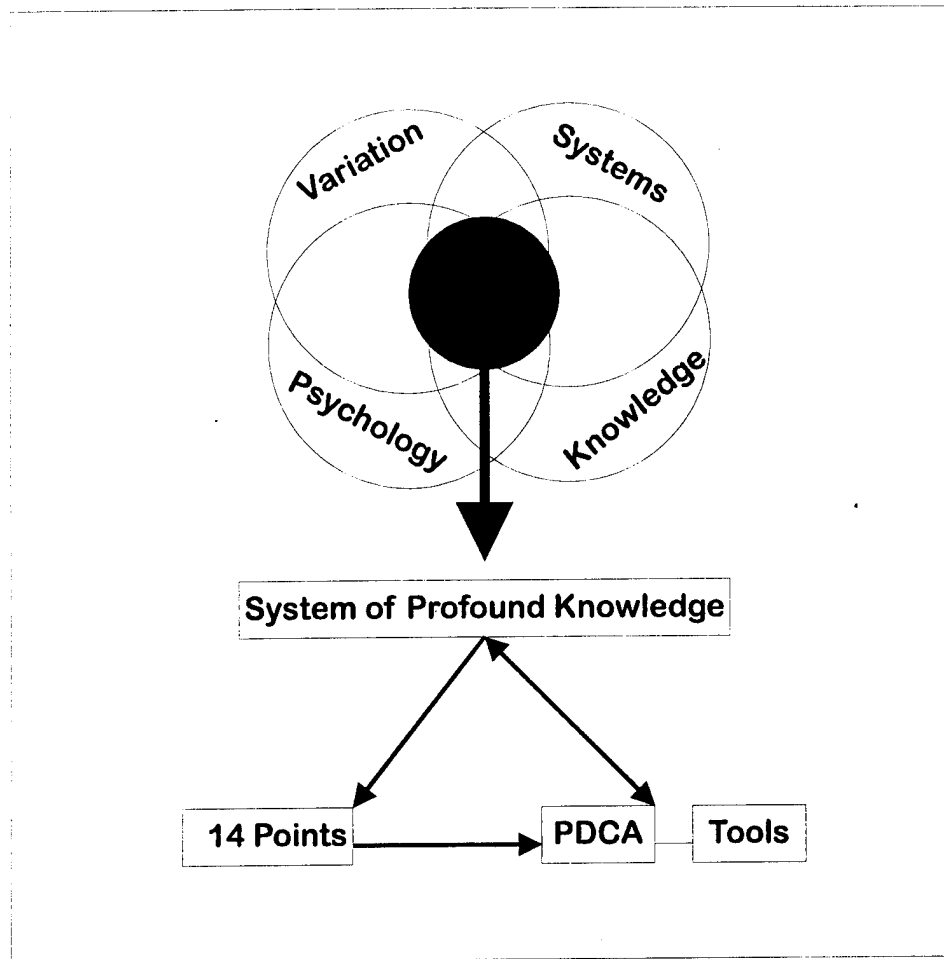 Variation
Systems
Psychology
Knowledge
System of Profound Knowledge
14 Points
PDCA
Tools